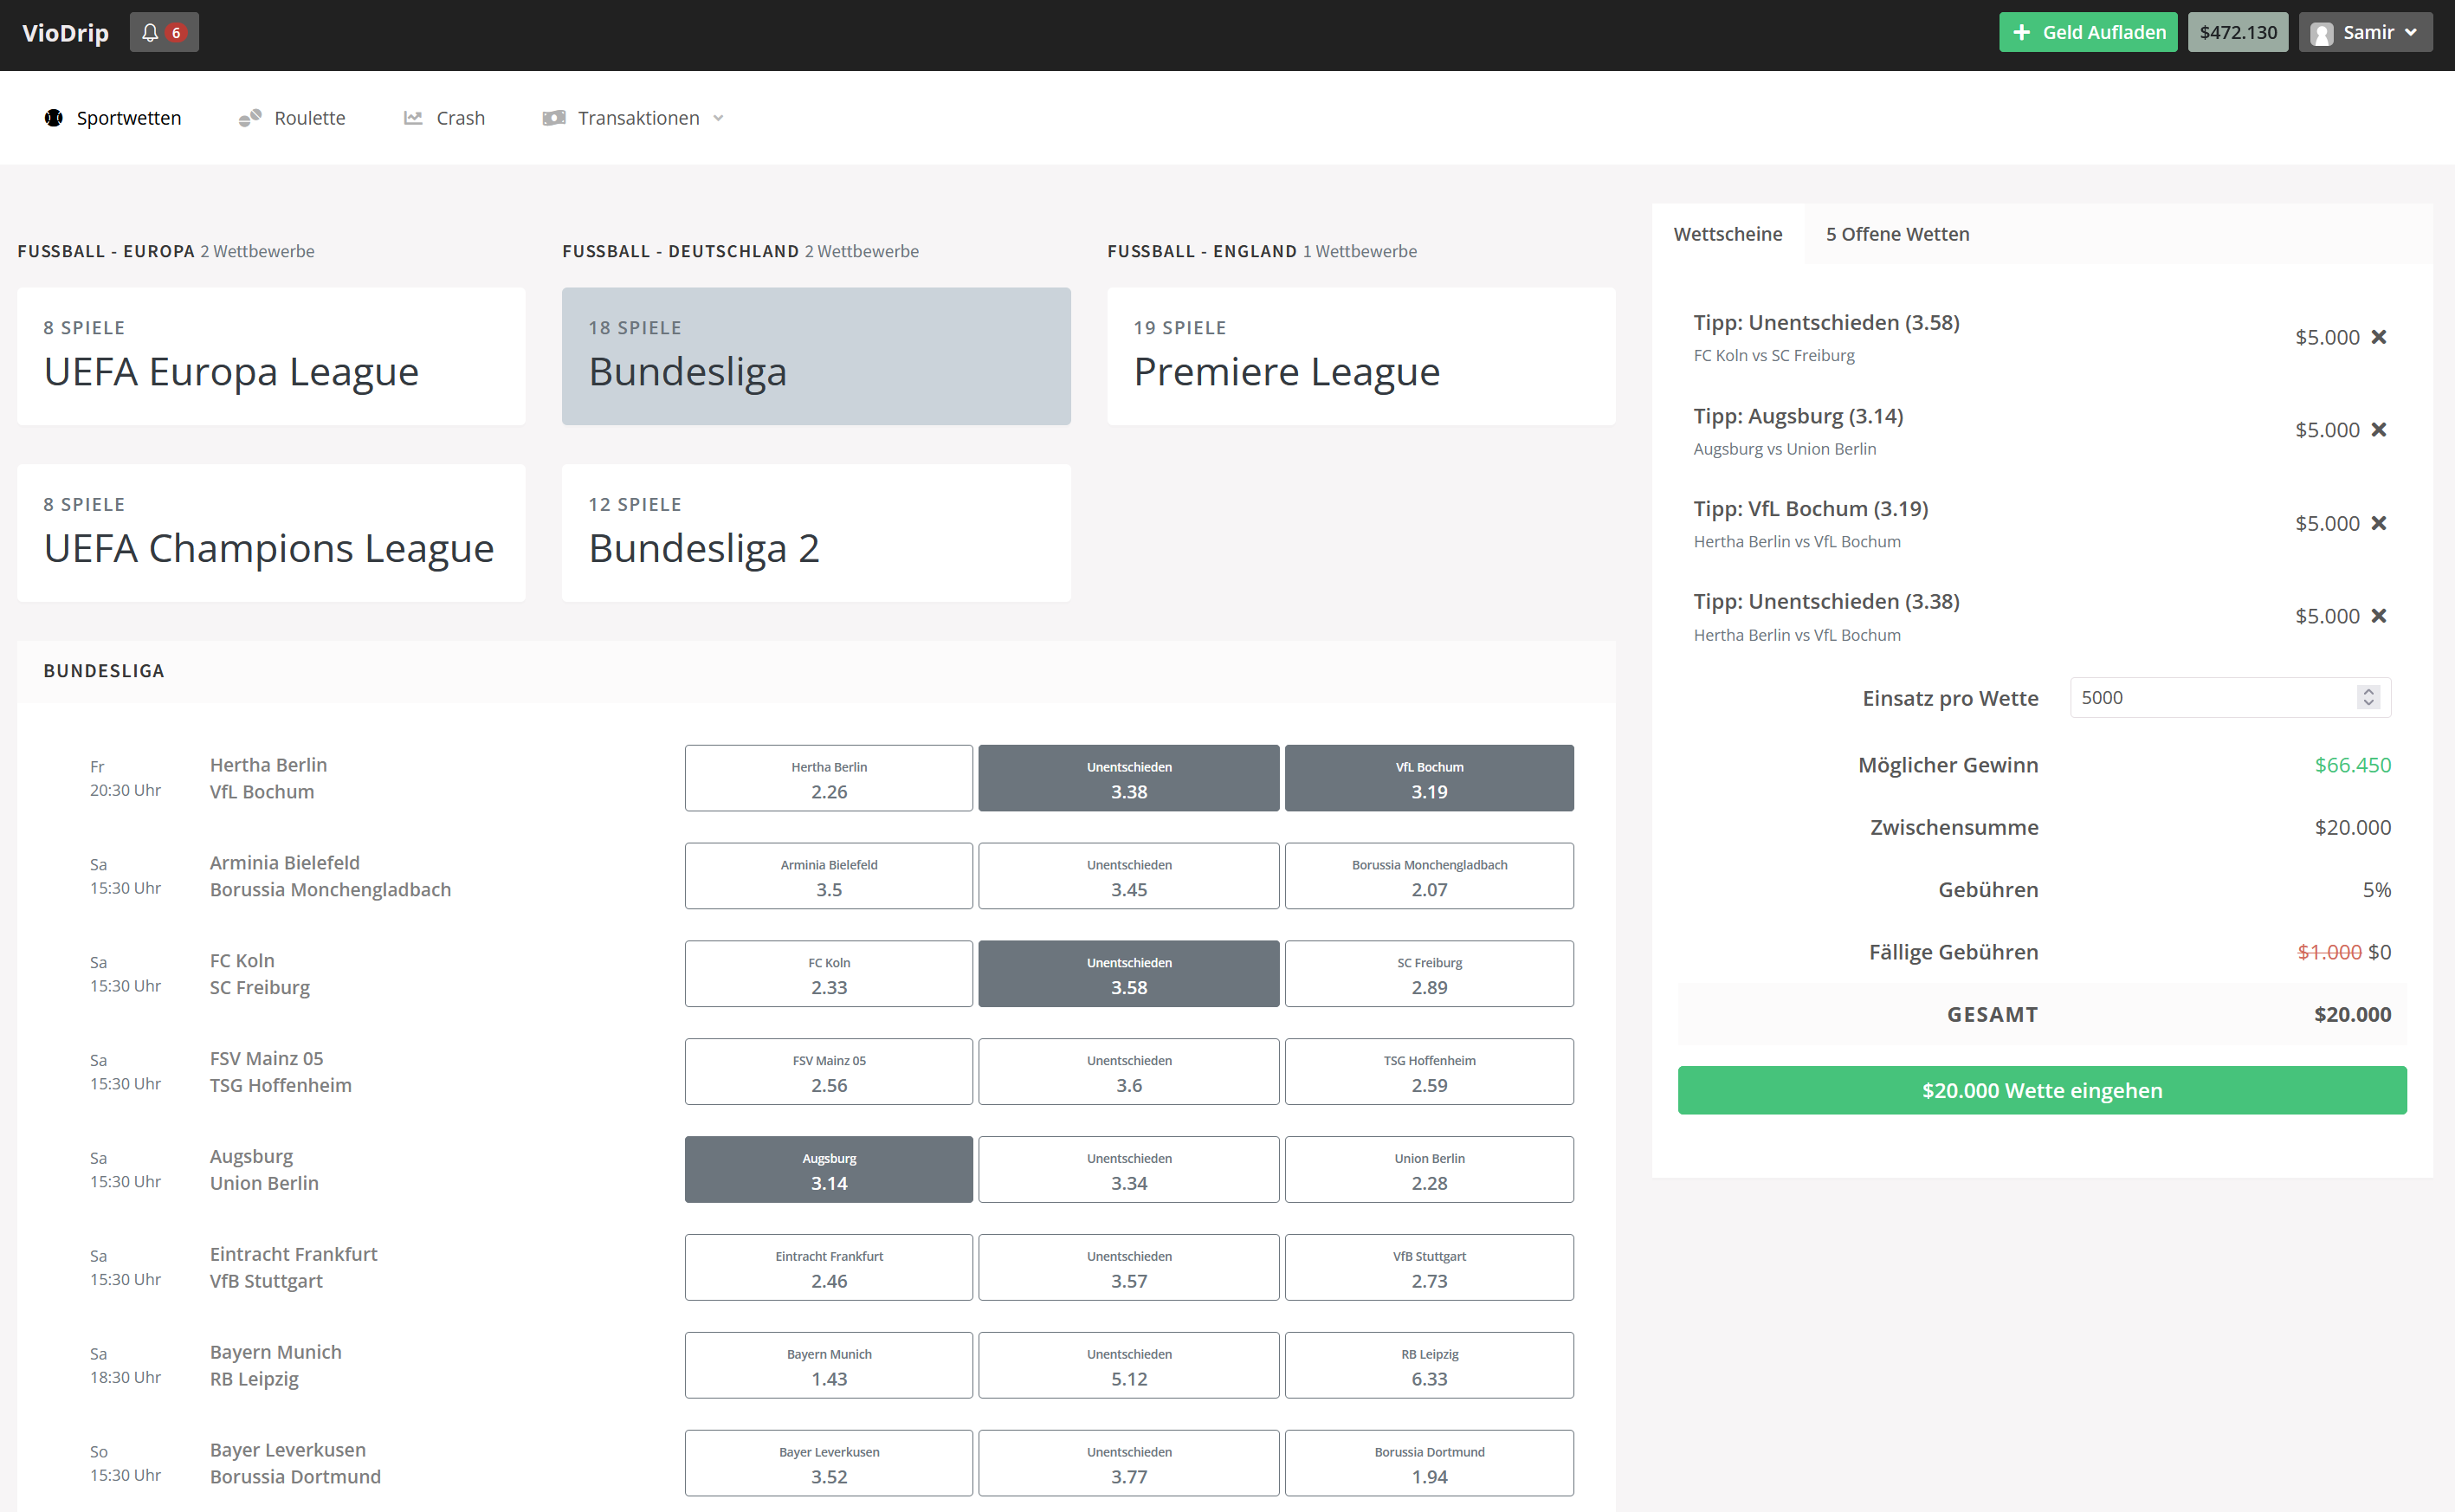 VioDrip
6
Geld Aufladen
$472.130
Samir
Sportwetten
Roulette
Crash
Transaktionen
FUSSBALL - EUROPA 2 Wettbewerbe
8 SPIELE
UEFA Europa League
8 SPIELE
UEFA Champions League
FUSSBALL - DEUTSCHLAND 2 Wettbewerbe
18 SPIELE
Bundesliga
12 SPIELE
Bundesliga 2
FUSSBALL - ENGLAND 1 Wettbewerbe
19 SPIELE
Premiere League
BUNDESLIGA
Fr
20:30 Uhr
Hertha Berlin
VfL Bochum
Hertha Berlin
2.26
Unentschieden
3.38
VfL Bochum
3.19
Sa
15:30 Uhr
Arminia Bielefeld
Borussia Monchengladbach
Arminia Bielefeld
3.5
Unentschieden
3.45
Borussia Monchengladbach
2.07
Sa
15:30 Uhr
FC Koln
SC Freiburg
FC Koln
2.33
Unentschieden
3.58
SC Freiburg
2.89
Sa
15:30 Uhr
FSV Mainz 05
TSG Hoffenheim
FSV Mainz 05
2.56
Unentschieden
3.6
TSG Hoffenheim
2.59
Sa
15:30 Uhr
Augsburg
Union Berlin
Augsburg
3.14
Unentschieden
3.34
Union Berlin
2.28
Sa
15:30 Uhr
Eintracht Frankfurt
VfB Stuttgart
Eintracht Frankfurt
2.46
Unentschieden
3.57
VfB Stuttgart
2.73
Sa
18:30 Uhr
Bayern Munich
RB Leipzig
Bayern Munich
1.43
Unentschieden
5.12
RB Leipzig
6.33
So
15:30 Uhr
Bayer Leverkusen
Borussia Dortmund
Bayer Leverkusen
3.52
Unentschieden
3.77
Borussia Dortmund
1.94
Wettscheine
5 Offene Wetten
Tipp: Unentschieden (3.58)
FC Koln vs SC Freiburg
$5.000
Tipp: Augsburg (3.14)
Augsburg vs Union Berlin
$5.000
Tipp: VfL Bochum (3.19)
Hertha Berlin vs VfL Bochum
$5.000
Tipp: Unentschieden (3.38)
Hertha Berlin vs VfL Bochum
$5.000
Einsatz pro Wette 5000
Möglicher Gewinn $66.450
Zwischensumme $20.000
Gebühren 5%
Fällige Gebühren $1.000 $0
GESAMT $20.000
$20.000 Wette eingehen